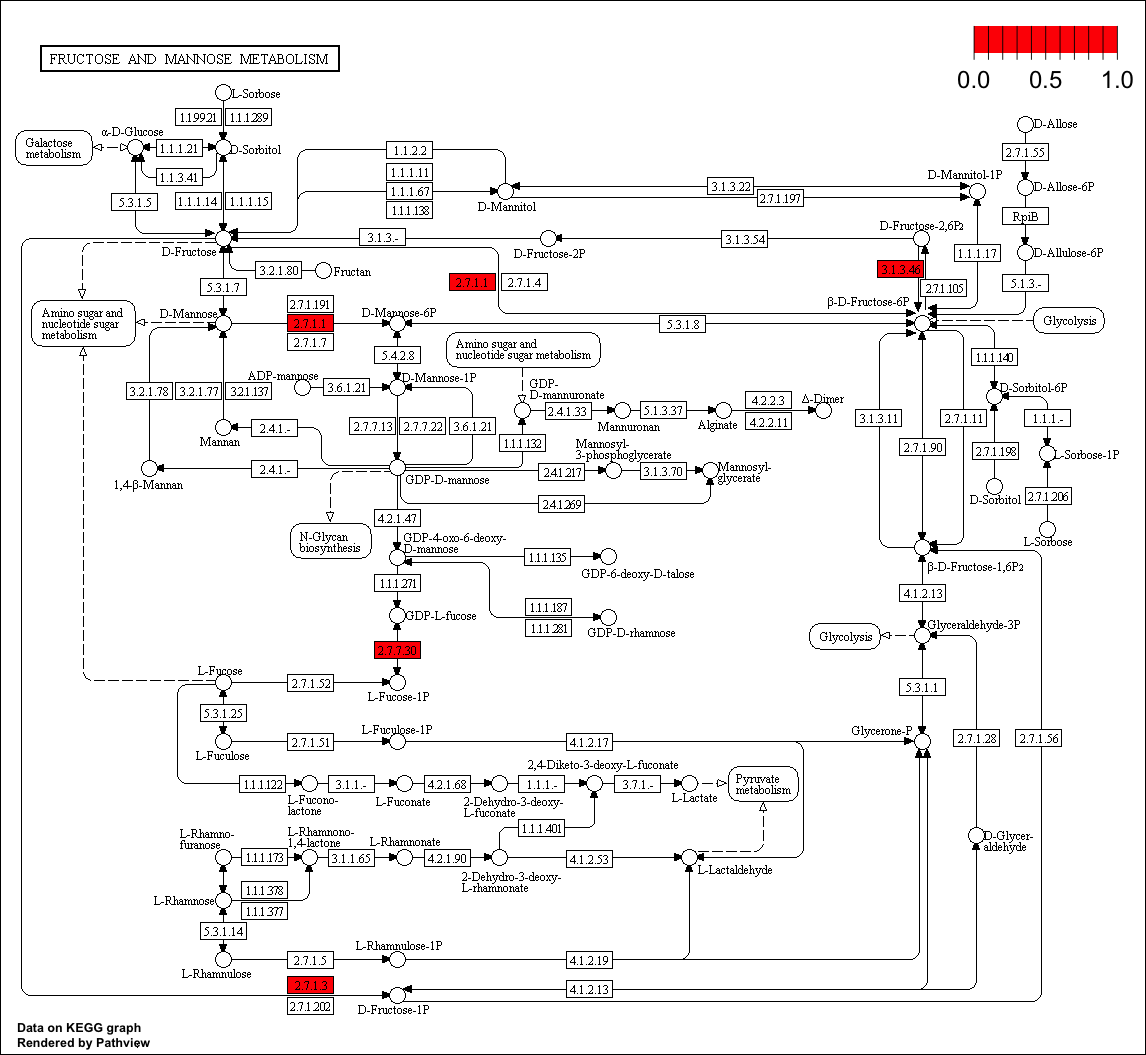 FRUCTOSE AND MANNOSE METABOLISM
0.0 0.5 1.0
L-Sorbose
1.1.99.21 1.1.1.289
α-D-Glucose
Galactose
metabolism
1.1.1.21
D-Sorbitol
1.1.3.41
5.3.1.5
1.1.1.14 1.1.1.15
1.1.2.2
1.1.1.11
1.1.1.67
1.1.1.138
D-Mannitol
3.1.3.22
2.7.1.197
D-Mannitol-1P
D-Allose
2.7.1.55
D-Allose-6P
RpiB
D-Allulose-6P
5.1.3.-
D-Fructose
3.1.3.-
D-Fructose-2P
3.1.3.54
D-Fructose-2,6P2
1.1.1.17
3.2.1.80
Fructan
2.7.1.1 2.7.1.4
3.1.3.46
2.7.1.105
5.3.1.7
β-D-Fructose-6P
Amino sugar and
nucleotide sugar
metabolism
D-Mannose
2.7.1.191
2.7.1.1
2.7.1.7
D-Mannose-6P
5.3.1.8
Glycolysis
5.4.2.8
Amino sugar and
nucleotide sugar metabolism
1.1.1.140
ADP-mannose
3.6.1.21
D-Mannose-1P
GDP-
D-mannuronate
D-Sorbitol-6P
3.2.1.78 3.2.1.77 3.2.1.137
2.4.1.33
Mannuronan
5.1.3.37
Alginate
4.2.2.3
4.2.2.11
Δ-Dimer
3.1.3.11
2.7.1.11
1.1.1.-
Mannan
2.4.1.-
2.7.7.13 2.7.7.22 3.6.1.21
1.1.1.132
2.7.1.90
2.7.1.198
L-Sorbose-1P
1,4-β-Mannan
2.4.1.-
GDP-D-mannose
2.4.1.217
Mannosyl-
3-phosphoglycerate
3.1.3.70
Mannosyl-
glycerate
2.4.1.269
D-Sorbitol
2.7.1.206
L-Sorbose
4.2.1.47
N-Glycan
biosynthesis
GDP-4-oxo-6-deoxy-
D-mannose
1.1.1.135
GDP-6-deoxy-D-talose
β-D-Fructose-1,6P2
1.1.1.271
4.1.2.13
GDP-L-fucose
1.1.1.187
1.1.1.281
GDP-D-rhamnose
Glycolysis
Glyceraldehyde-3P
2.7.7.30
L-Fucose
2.7.1.52
L-Fucose-1P
5.3.1.1
5.3.1.25
L-Fuculose
2.7.1.51
L-Fuculose-1P
4.1.2.17
Glycerone-P
2.7.1.28
2.7.1.56
1.1.1.122
L-Fucono-
lactone
3.1.1.-
L-Fuconate
4.2.1.68
2-Dehydro-3-deoxy-
L-fuconate
1.1.1.-
2,4-Diketo-3-deoxy-L-fuconate
3.7.1.-
L-Lactate
Pyruvate
metabolism
1.1.1.401
L-Rhamno-
furanose
1.1.1.173
L-Rhamnono-
1,4-lactone
3.1.1.65
L-Rhamnonate
4.2.1.90
2-Dehydro-3-deoxy-
L-rhamnonate
4.1.2.53
L-Lactaldehyde
D-Glycer-
aldehyde
L-Rhamnose
1.1.1.378
1.1.1.377
5.3.1.14
L-Rhamnulose
2.7.1.5
L-Rhamnulose-1P
4.1.2.19
2.7.1.3
2.7.1.202
D-Fructose-1P
4.1.2.13
Data on KEGG graph
Rendered by Pathview